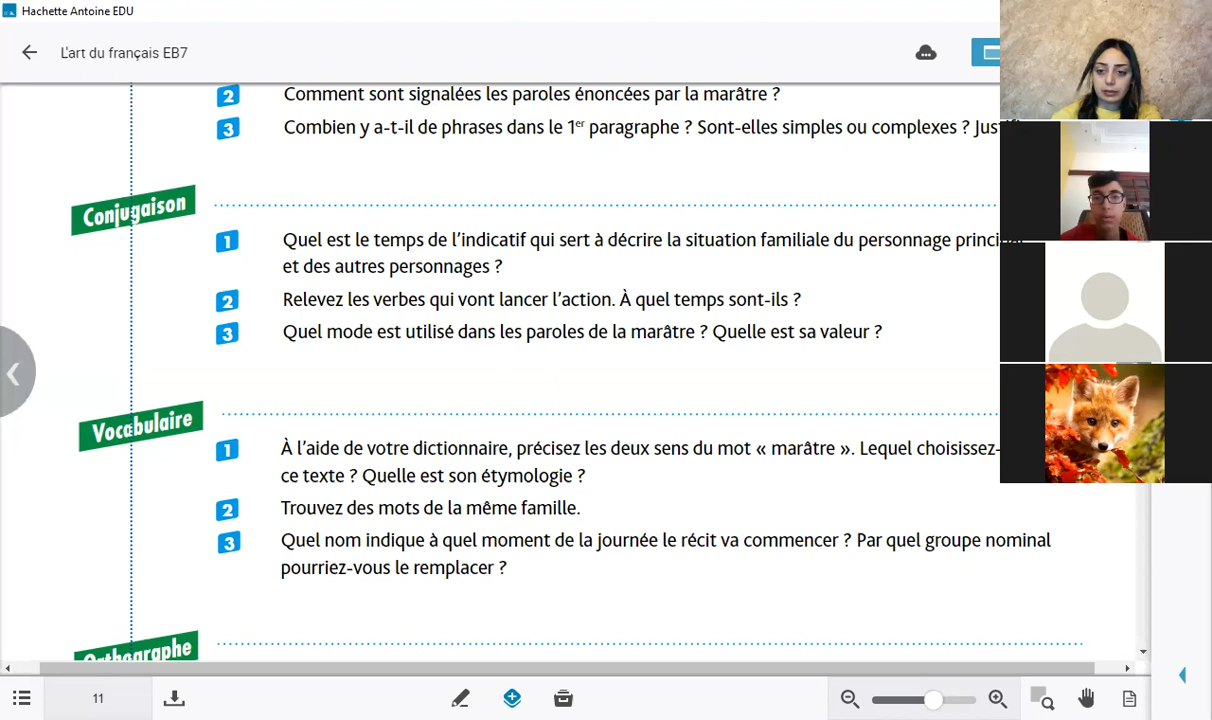 Hachette Antoine EDU
L'art du français EB7
2 Comment sont signalées les paroles énoncées par la marâtre ?
3 Combien y a-t-il de phrases dans le 1er paragraphe ? Sont-elles simples ou complexes ?
Conjugaison
1 Quel est le temps de l'indicatif qui sert à décrire la situation familiale du personnage
et des autres personnages ?
2 Relevez les verbes qui vont lancer l'action. À quel temps sont-ils ?
3 Quel mode est utilisé dans les paroles de la marâtre ? Quelle est sa valeur ?
Vocabulaire
1 À l'aide de votre dictionnaire, précisez les deux sens du mot « marâtre ». Lequel choisissez-
ce texte ? Quelle est son étymologie ?
2 Trouvez des mots de la même famille.
3 Quel nom indique à quel moment de la journée le récit va commencer ? Par quel groupe nominal
pourriez-vous le remplacer ?
Orthographe
11